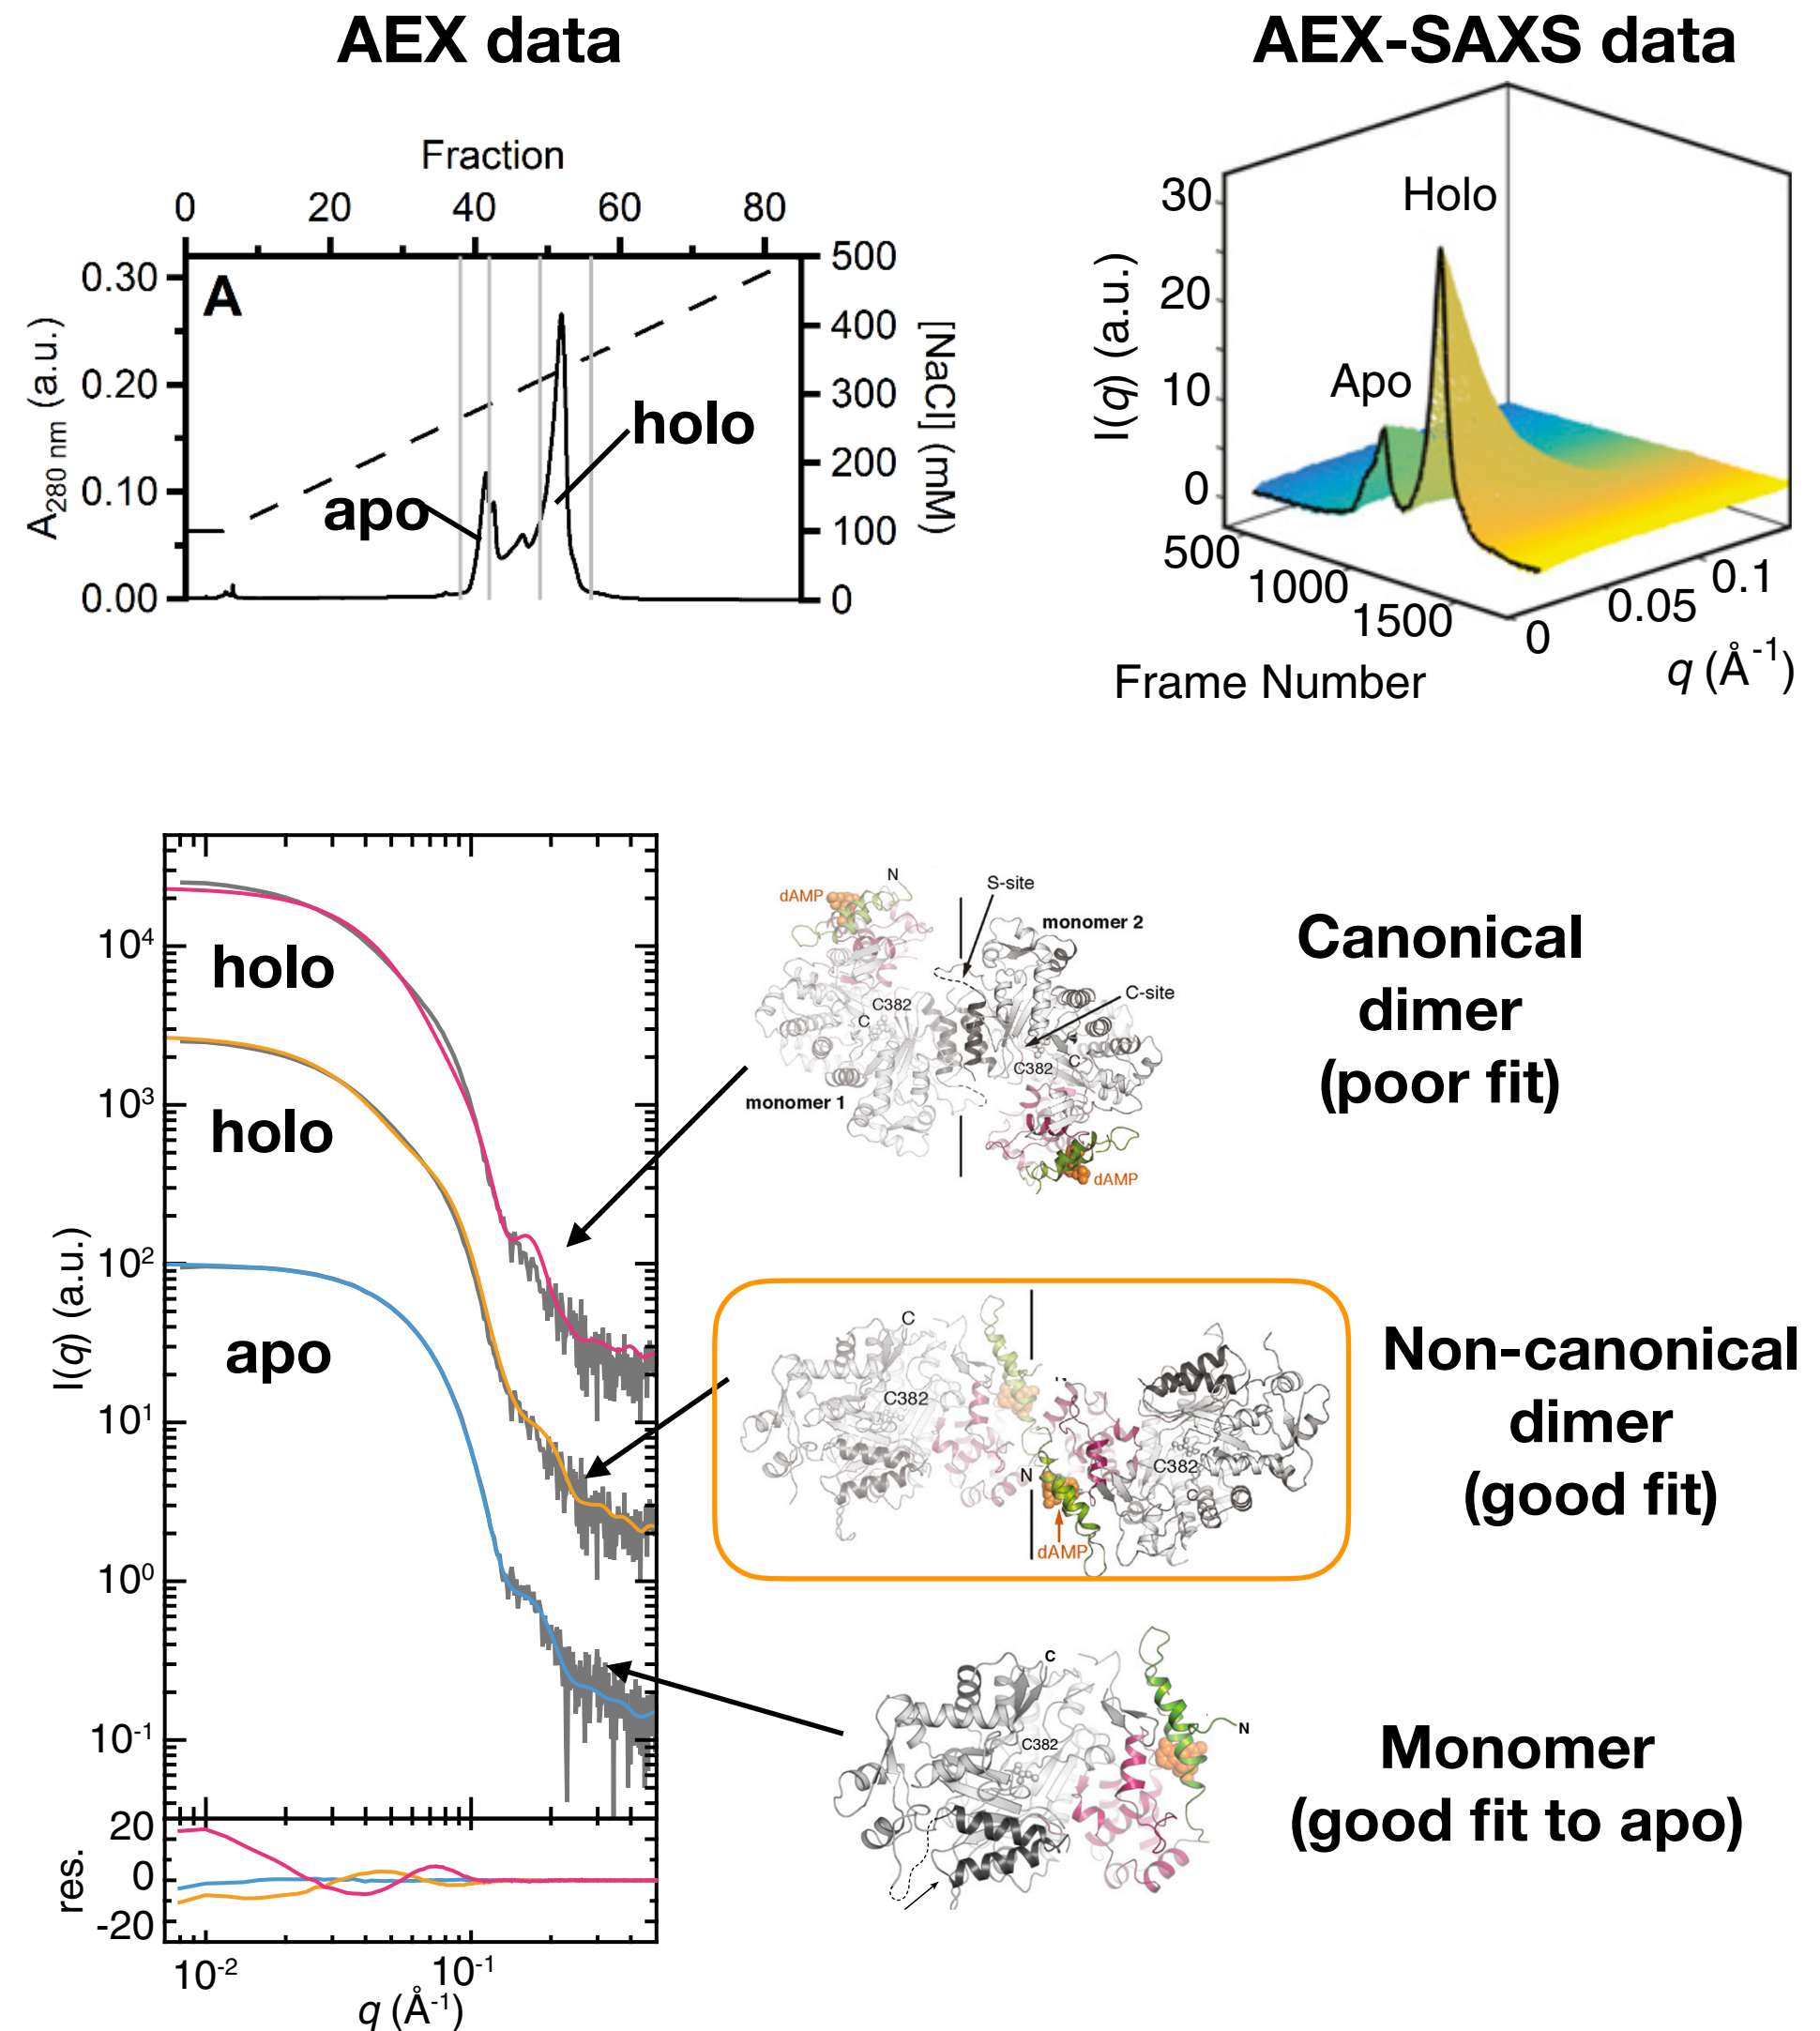 AEX data
AEX-SAXS data
Fraction
0 20 40 60 80
0.30
0.20
0.10
0.00
A280 nm (a.u.)
A
apo
holo
500
400
300
200
100
0
[NaCl] (mM)
30
20
10
0
I(q) (a.u.)
Holo
Apo
500
1000
1500
Frame Number
0
0.05
0.1
q (Å-1)
holo
holo
apo
10⁴
10³
10²
10¹
10⁰
10-1
I(q) (a.u.)
20
0
-20
res.
10-2
10-1
q (Å-1)
dAMP
N
S-site
monomer 2
C-site
C382
C
C382
C
monomer 1
dAMP
Canonical
dimer
(poor fit)
C
C382
N
C382
C
dAMP
Non-canonical
dimer
(good fit)
C
N
C382
Monomer
(good fit to apo)